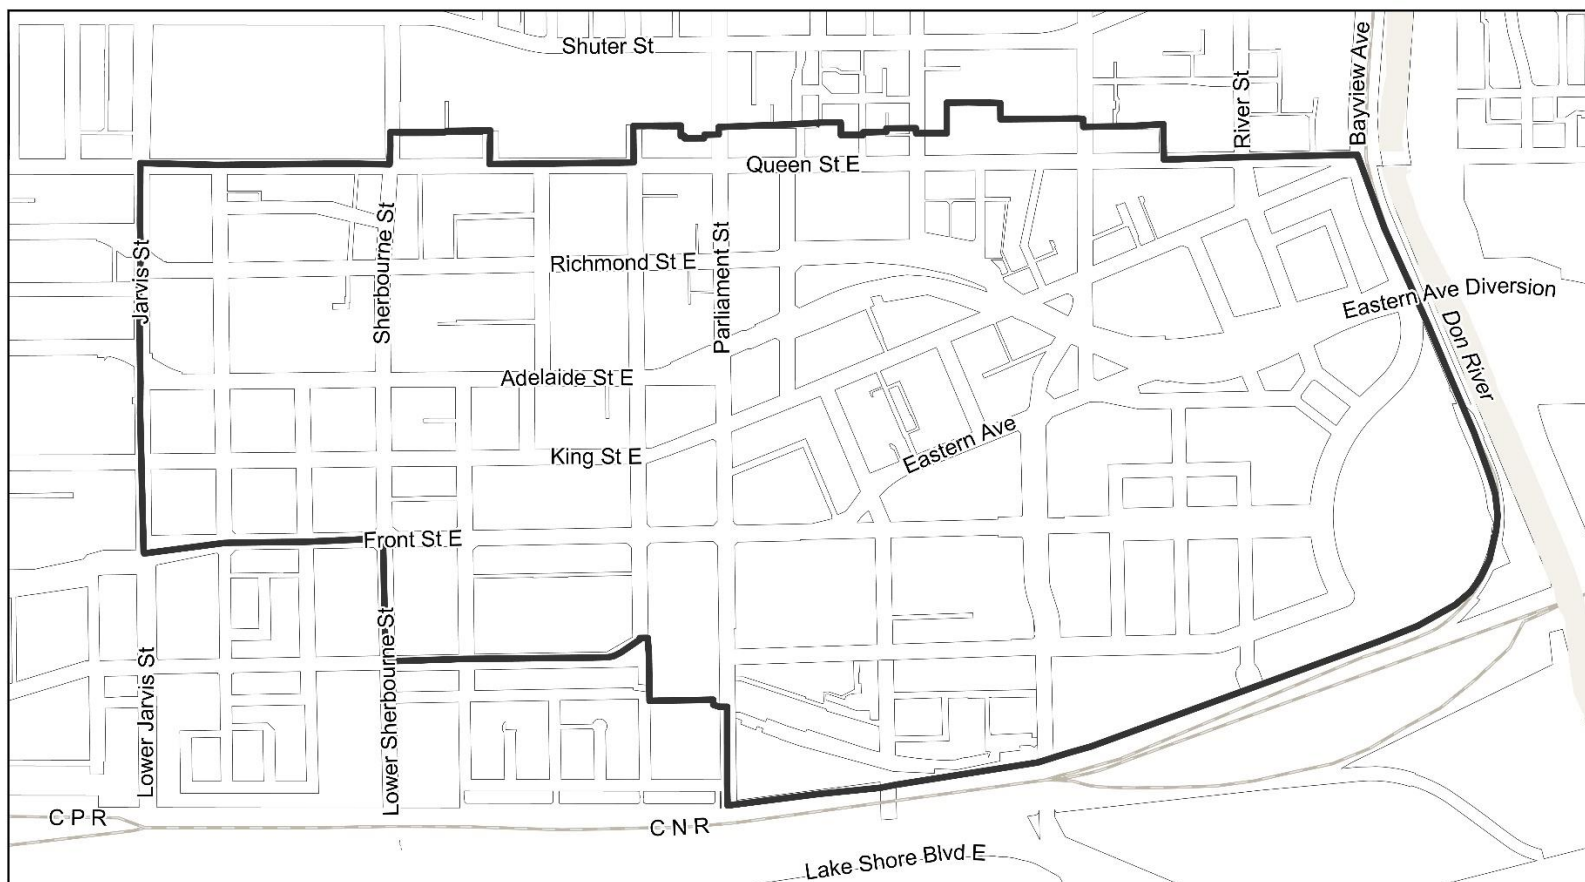 Shuter St
Bayview Ave
River St
Queen St E
Jarvis St
Sherbourne St
Parliament St
Richmond St E
Eastern Ave Diversion
Don River
Adelaide St E
King St E
Eastern Ave
Front St E
Lower Jarvis St
Lower Sherbourne St
C P R
C N R
Lake Shore Blvd E